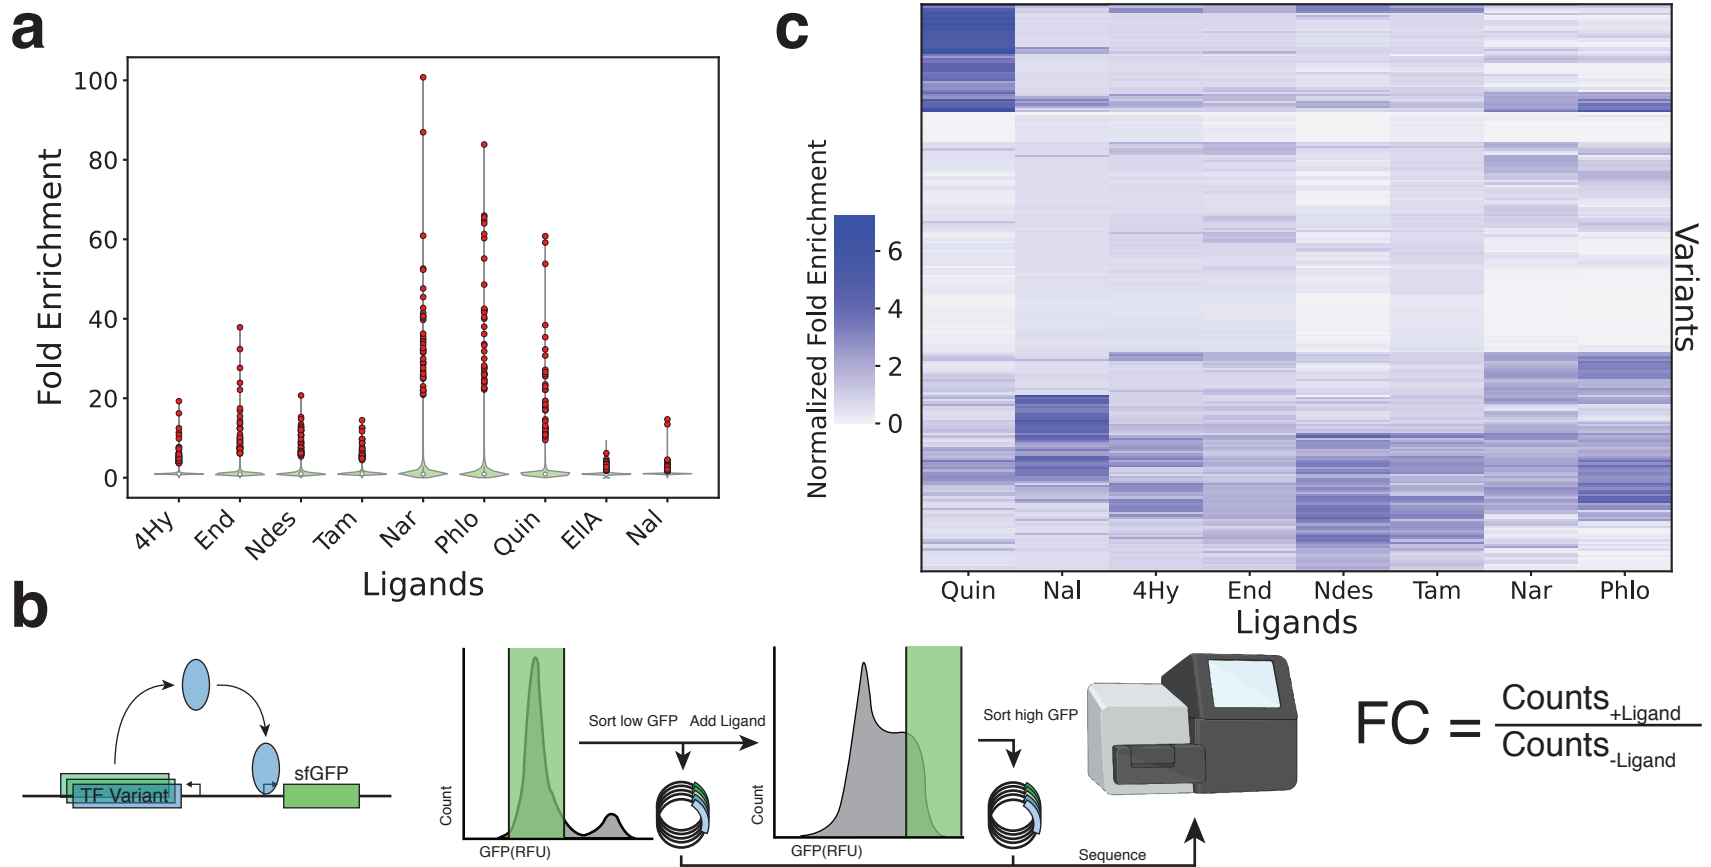 a
Fold Enrichment
100
80
60
40
20
0
4Hy
End
Ndes
Tam
Nar
Phlo
Quin
EllA
Nal
Ligands
c
Normalized Fold Enrichment
6
4
2
0
Variants
Quin
Nal
4Hy
End
Ndes
Tam
Nar
Phlo
Ligands
b
TF Variant
sfGFP
Count
GFP(RFU)
Sort low GFP
Add Ligand
Count
GFP(RFU)
Sort high GFP
Sequence
FC = Counts+Ligand
Counts-Ligand